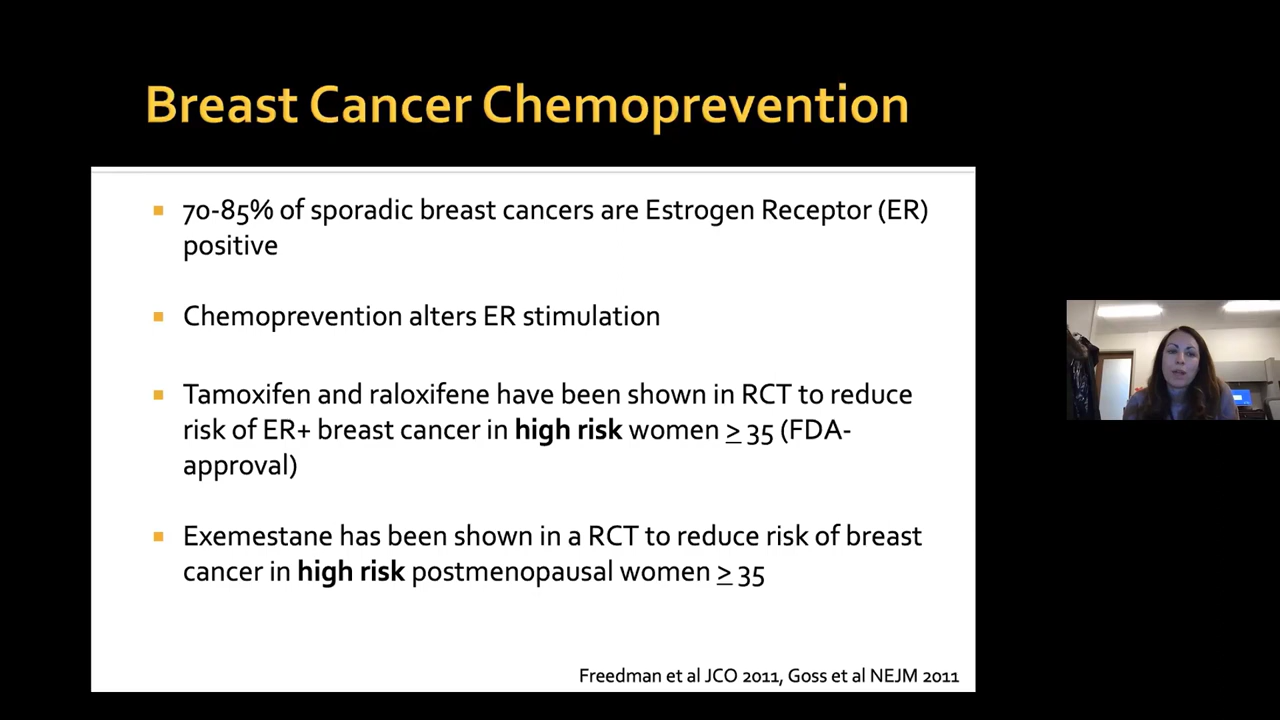 Breast Cancer Chemoprevention
▪ 70-85% of sporadic breast cancers are Estrogen Receptor (ER)
positive
▪ Chemoprevention alters ER stimulation
▪ Tamoxifen and raloxifene have been shown in RCT to reduce
risk of ER+ breast cancer in high risk women ≥ 35 (FDA-
approval)
▪ Exemestane has been shown in a RCT to reduce risk of breast
cancer in high risk postmenopausal women ≥ 35
Freedman et al JCO 2011, Goss et al NEJM 2011